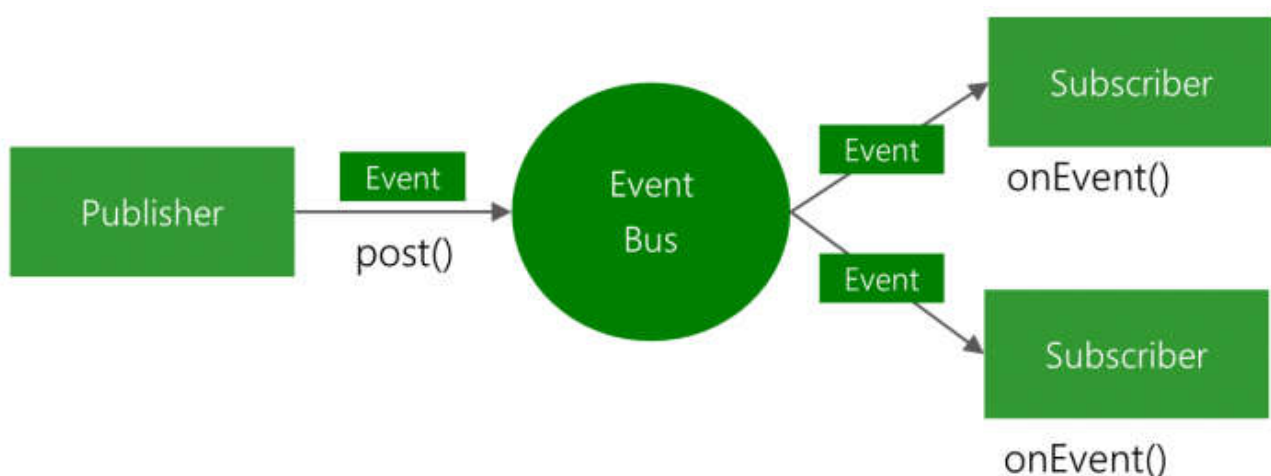 Publisher
Event
post()
Event
Bus
Event
Subscriber
onEvent()
Event
Subscriber
onEvent()